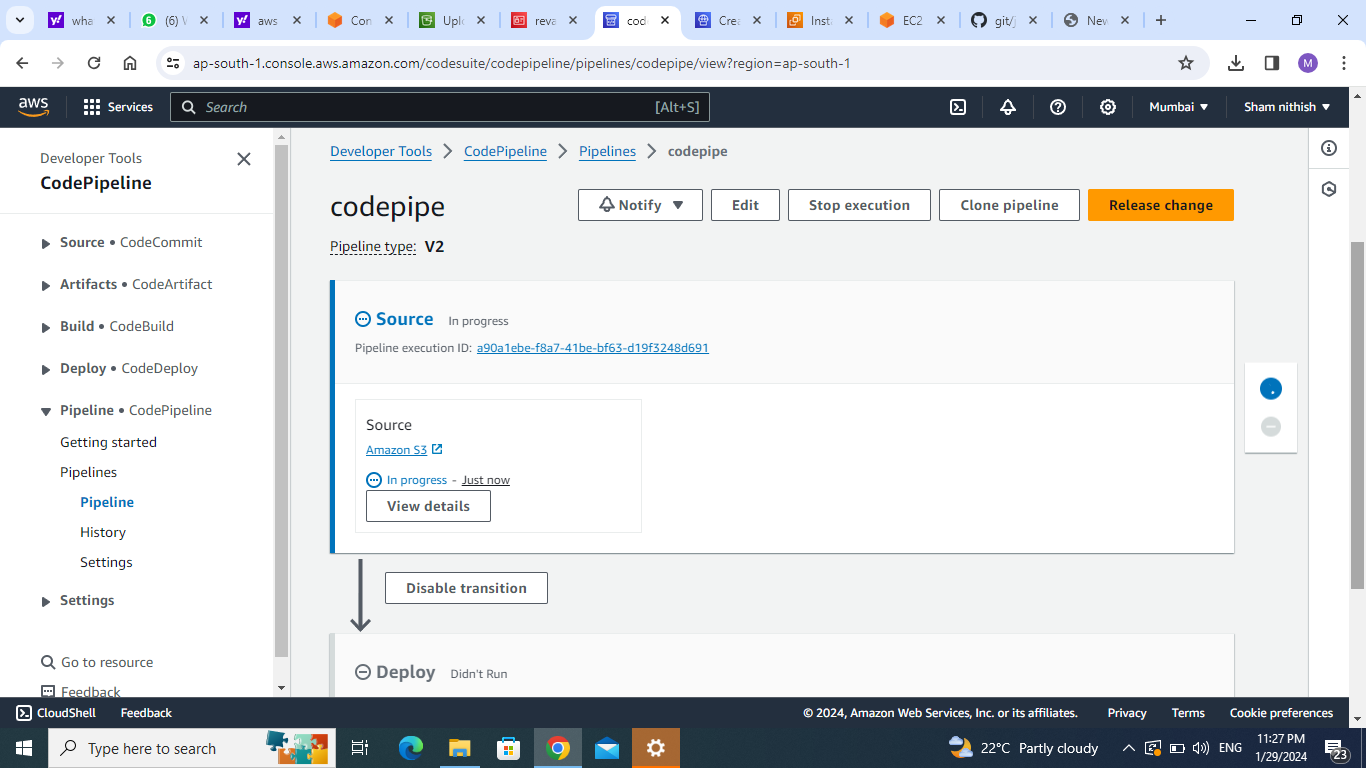 wha
(6) W
aws
Con
Uplo
reva
cod
Crea
Inst
EC2
git/j
New
ap-south-1.console.aws.amazon.com/codesuite/codepipeline/pipelines/codepipe/view?region=ap-south-1
M
aws
Services
Search
[Alt+S]
Mumbai
Sham nithish
Developer Tools
CodePipeline
Source • CodeCommit
Artifacts • CodeArtifact
Build • CodeBuild
Deploy • CodeDeploy
Pipeline • CodePipeline
Getting started
Pipelines
Pipeline
History
Settings
Settings
Go to resource
Feedback
Developer Tools
CodePipeline
Pipelines
codepipe
codepipe
Notify
Edit
Stop execution
Clone pipeline
Release change
Pipeline type: V2
Source In progress
Pipeline execution ID: a90a1ebe-f8a7-41be-bf63-d19f3248d691
Source
Amazon S3
In progress - Just now
View details
Disable transition
Deploy Didn't Run
CloudShell
Feedback
© 2024, Amazon Web Services, Inc. or its affiliates.
Privacy
Terms
Cookie preferences
Type here to search
22°C Partly cloudy
ENG
11:27 PM
1/29/2024
23